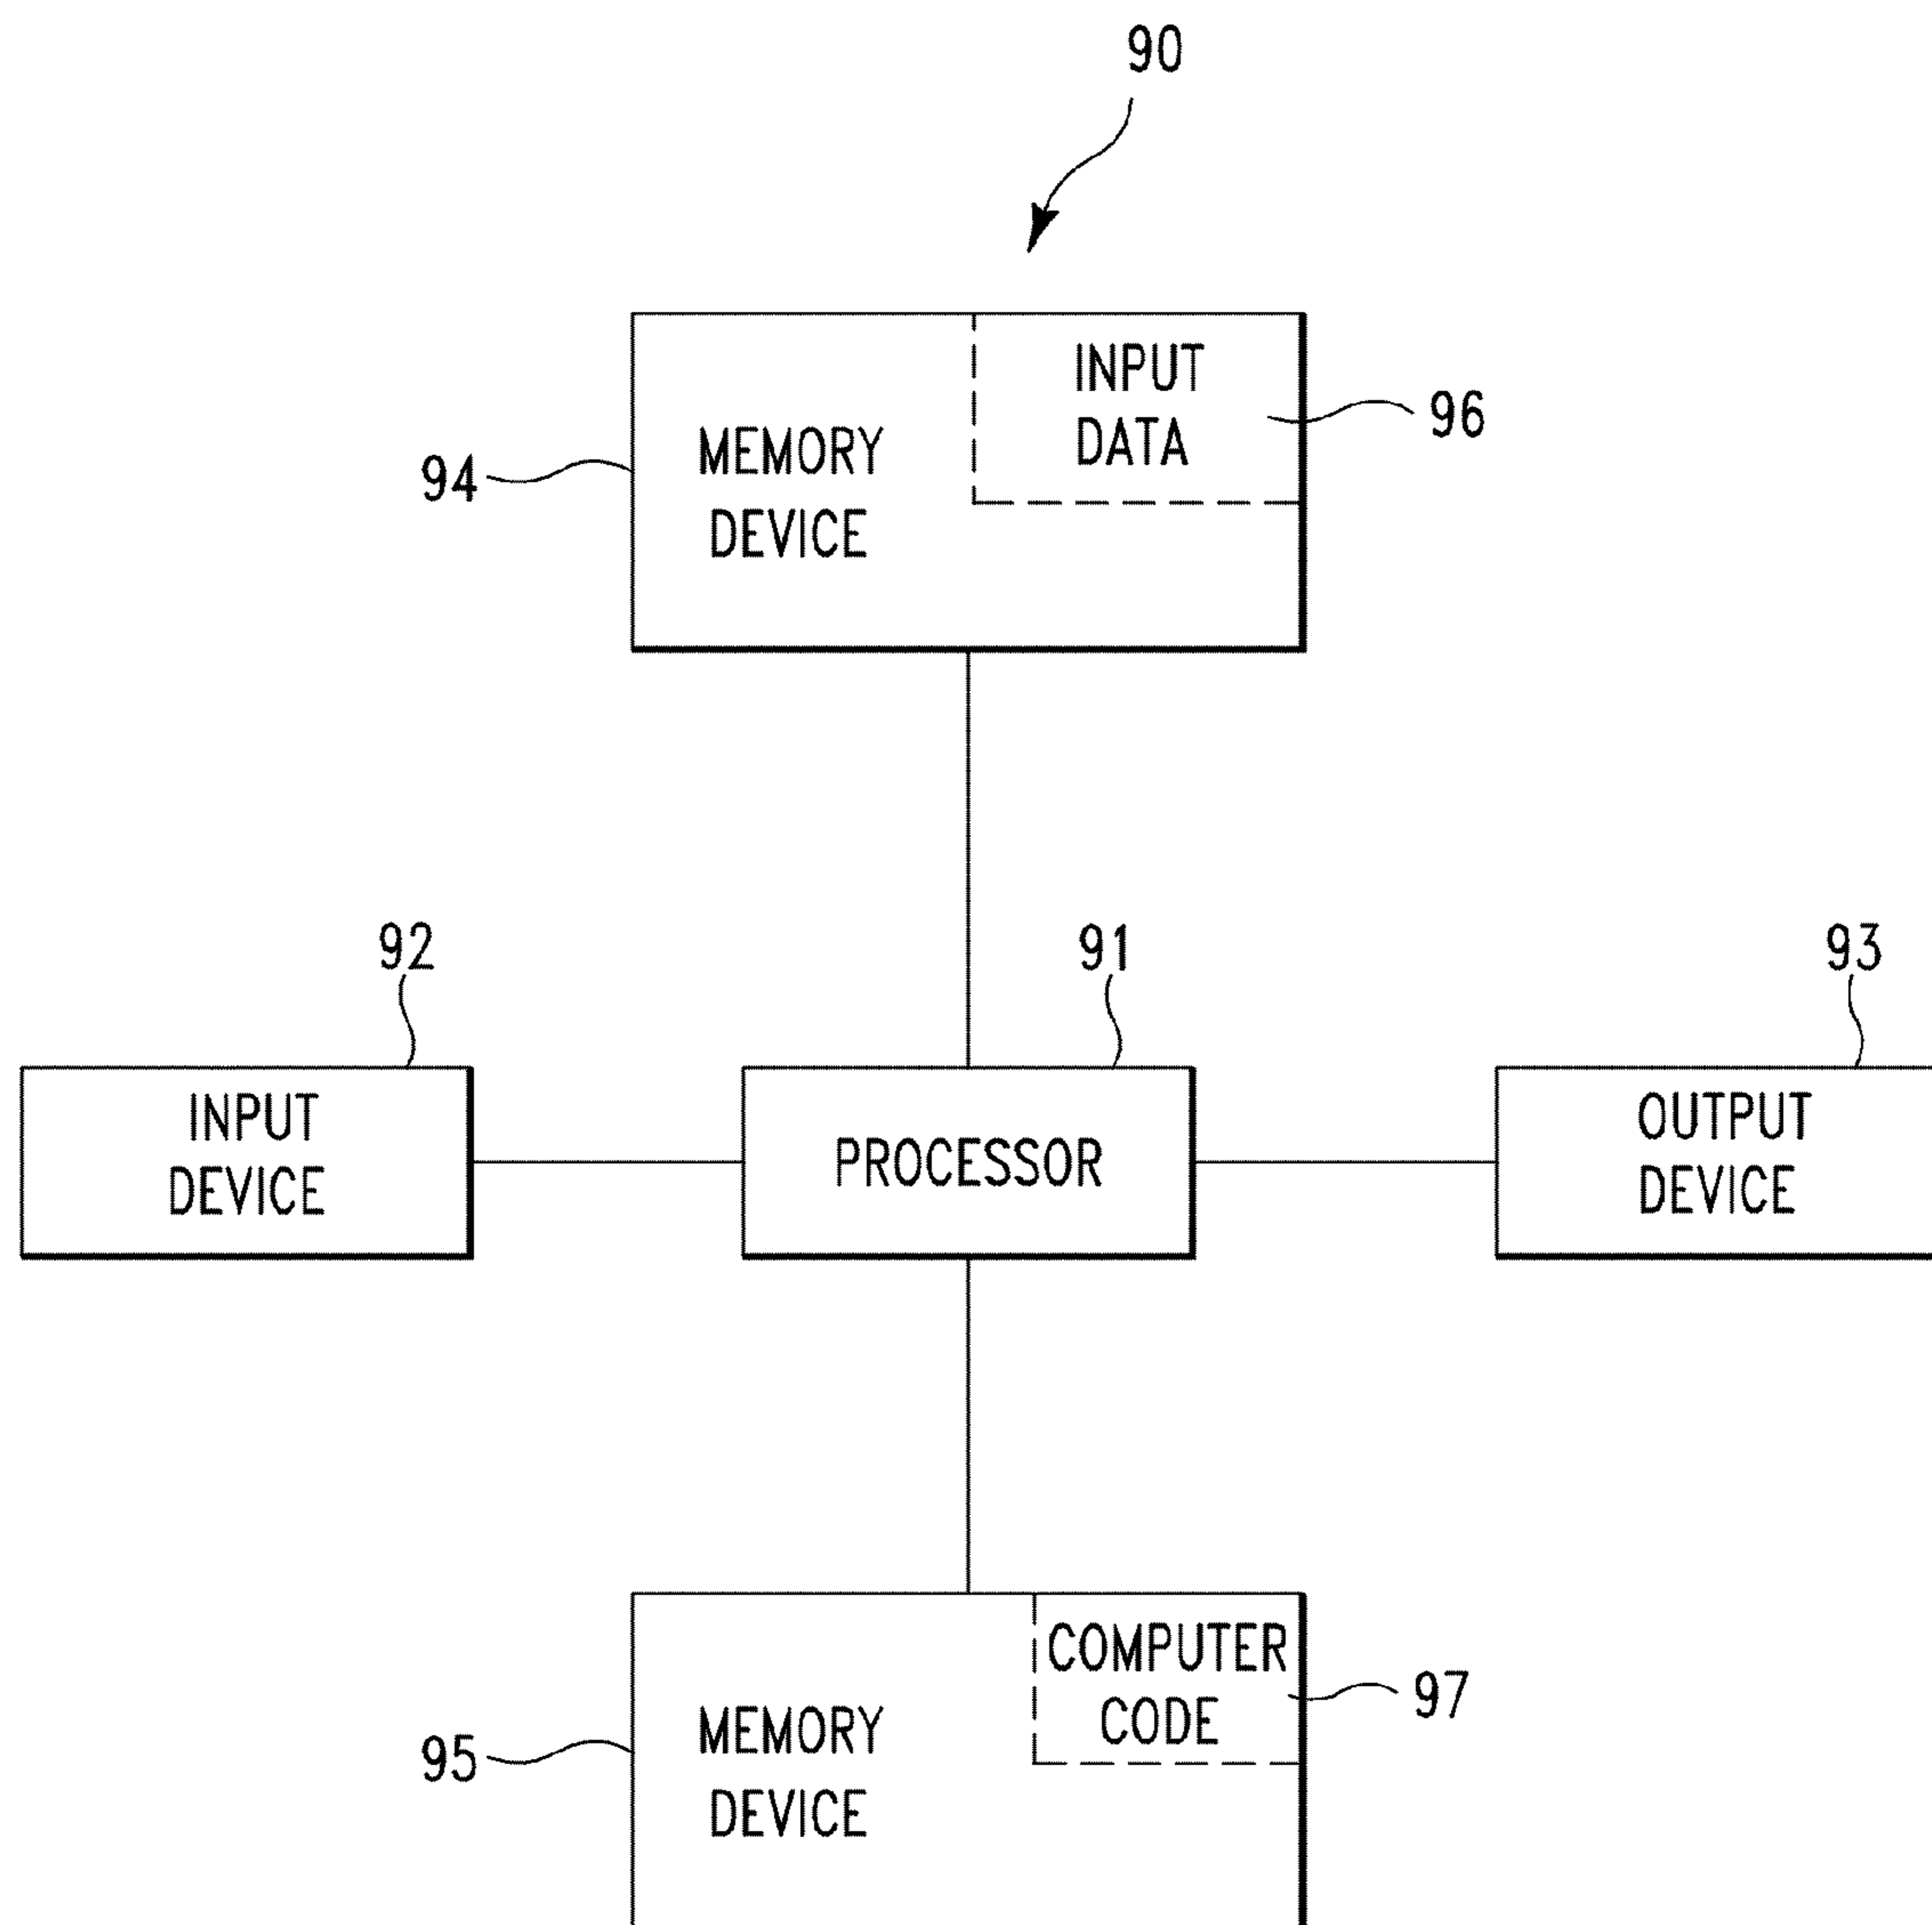 90
INPUT
DATA
96
MEMORY
DEVICE
94
92
91
93
INPUT
DEVICE
PROCESSOR
OUTPUT
DEVICE
COMPUTER
CODE
97
MEMORY
DEVICE
95